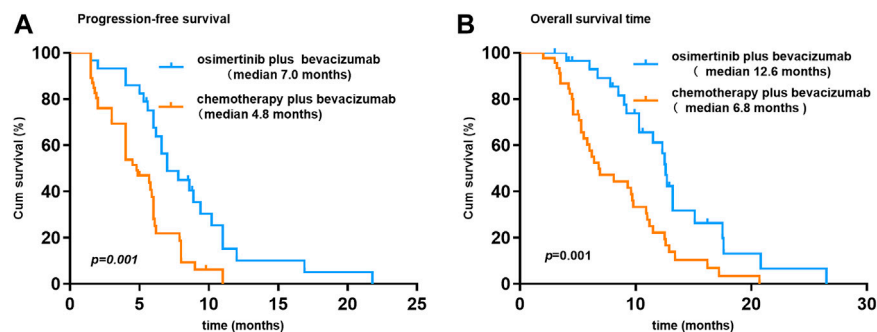 A
Progression-free survival
osimertinib plus bevacizumab
(median 7.0 months)
chemotherapy plus bevacizumab
(median 4.8 months)
Cum survival (%)
100
80
60
40
20
0
p=0.001
0 5 10 15 20 25
time (months)
B
Overall survival time
osimertinib plus bevacizumab
( median 12.6 months)
chemotherapy plus bevacizumab
( median 6.8 months )
Cum survival (%)
100
80
60
40
20
0
p=0.001
0 10 20 30
time (months)